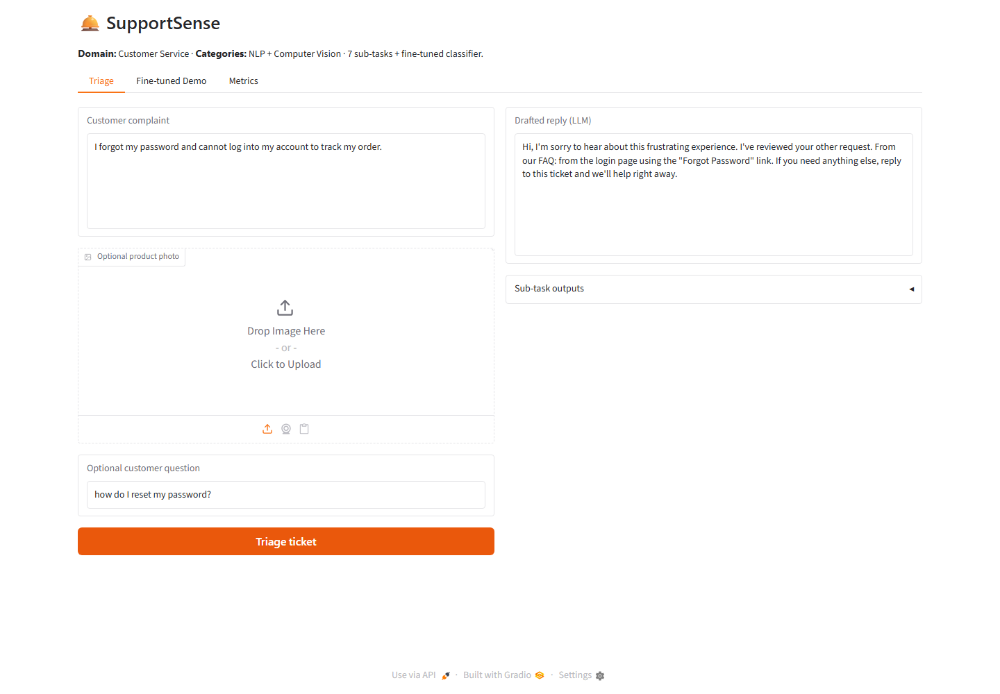 SupportSense
Domain: Customer Service · Categories: NLP + Computer Vision · 7 sub-tasks + fine-tuned classifier.
Triage
Fine-tuned Demo
Metrics
Customer complaint
I forgot my password and cannot log into my account to track my order.
Optional product photo
Drop Image Here
- or -
Click to Upload
Optional customer question
how do I reset my password?
Triage ticket
Drafted reply (LLM)
Hi, I'm sorry to hear about this frustrating experience. I've reviewed your other request. From
our FAQ: from the login page using the "Forgot Password" link. If you need anything else, reply
to this ticket and we'll help right away.
Sub-task outputs
Use via API · Built with Gradio · Settings